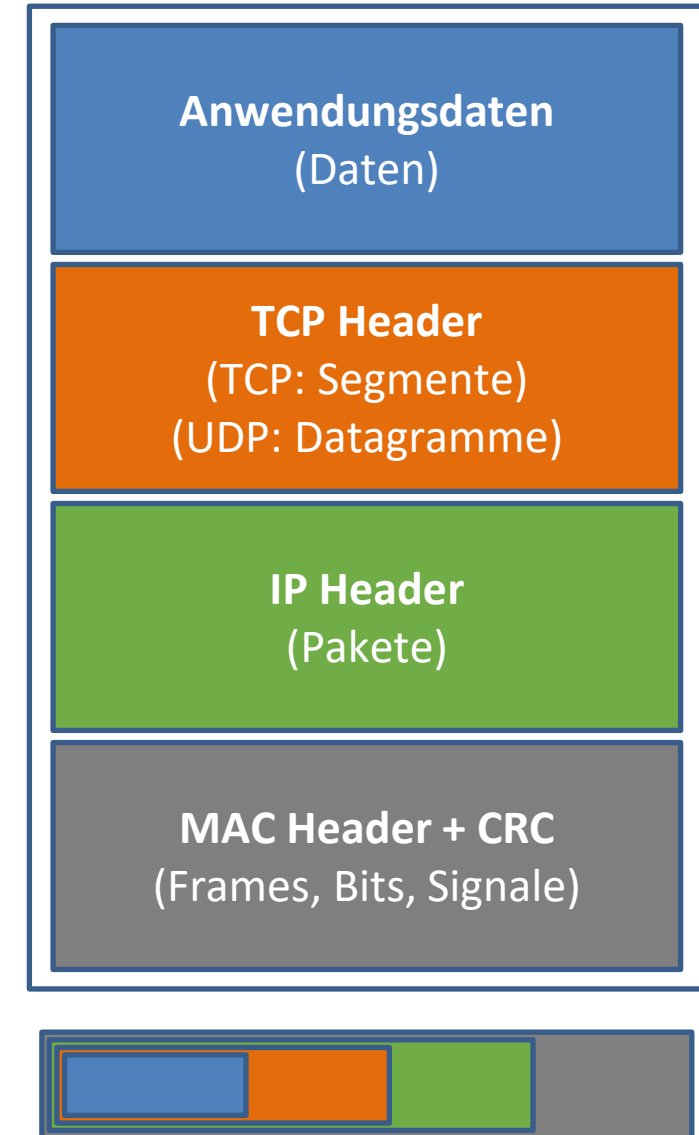 Anwendungsdaten
(Daten)
TCP Header
(TCP: Segmente)
(UDP: Datagramme)
IP Header
(Pakete)
MAC Header + CRC
(Frames, Bits, Signale)